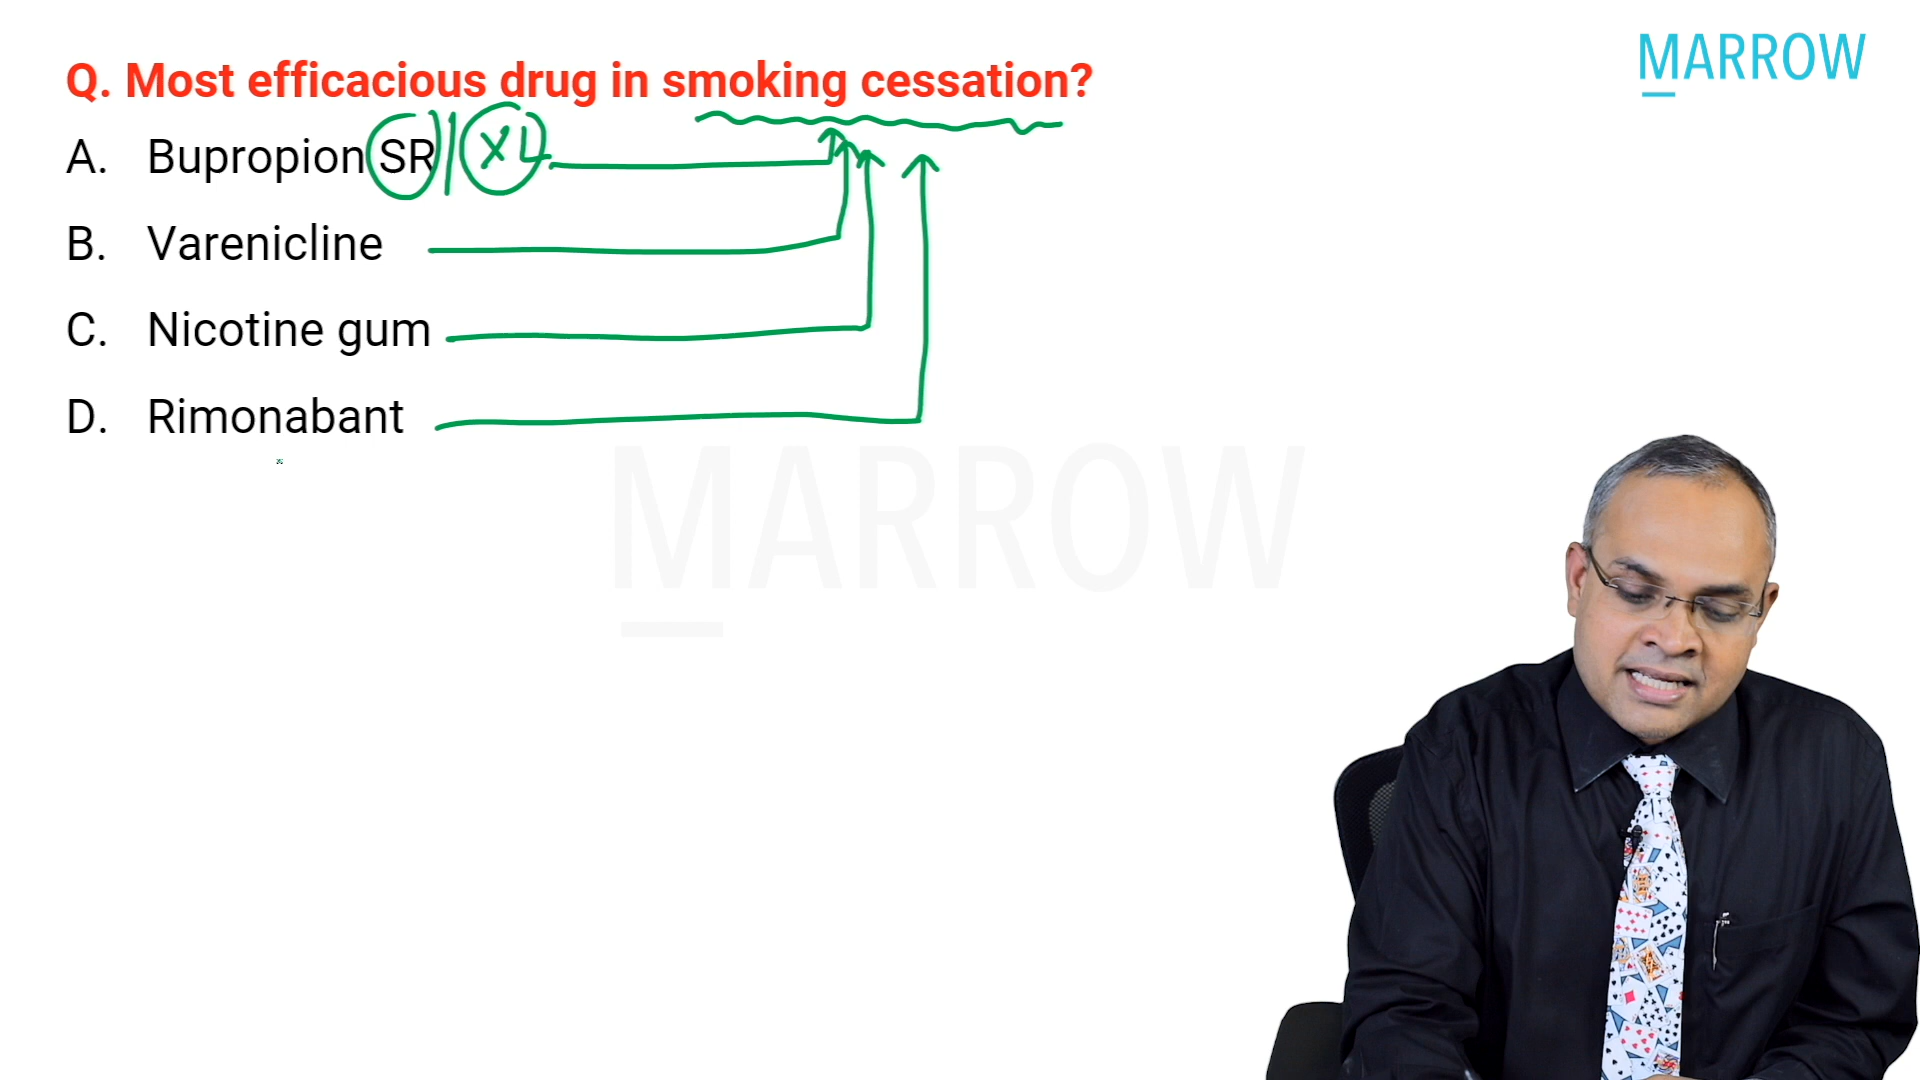 MARROW
Q. Most efficacious drug in smoking cessation?
A. Bupropion SR | XL
B. Varenicline
C. Nicotine gum
D. Rimonabant
MARROW